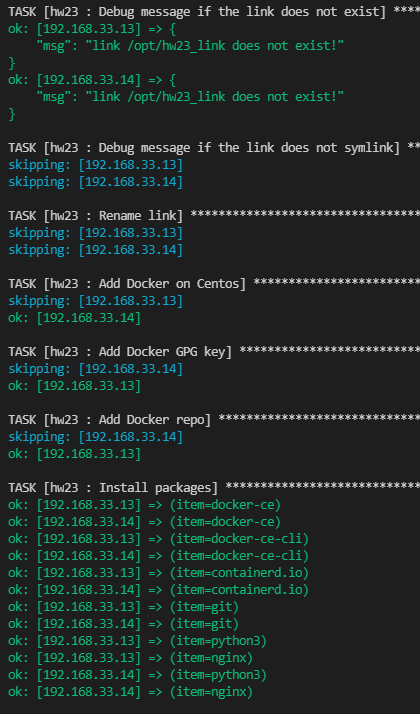 TASK [hw23 : Debug message if the link does not exist] ****
ok: [192.168.33.13] => {
    "msg": "link /opt/hw23_link does not exist!"
}
ok: [192.168.33.14] => {
    "msg": "link /opt/hw23_link does not exist!"
}
TASK [hw23 : Debug message if the link does not symlink] **
skipping: [192.168.33.13]
skipping: [192.168.33.14]
TASK [hw23 : Rename link] *********************************
skipping: [192.168.33.13]
skipping: [192.168.33.14]
TASK [hw23 : Add Docker on Centos] ************************
skipping: [192.168.33.13]
ok: [192.168.33.14]
TASK [hw23 : Add Docker GPG key] **************************
skipping: [192.168.33.14]
ok: [192.168.33.13]
TASK [hw23 : Add Docker repo] *****************************
skipping: [192.168.33.14]
ok: [192.168.33.13]
TASK [hw23 : Install packages] ****************************
ok: [192.168.33.13] => (item=docker-ce)
ok: [192.168.33.14] => (item=docker-ce)
ok: [192.168.33.13] => (item=docker-ce-cli)
ok: [192.168.33.14] => (item=docker-ce-cli)
ok: [192.168.33.13] => (item=containerd.io)
ok: [192.168.33.14] => (item=containerd.io)
ok: [192.168.33.13] => (item=git)
ok: [192.168.33.14] => (item=git)
ok: [192.168.33.13] => (item=python3)
ok: [192.168.33.13] => (item=nginx)
ok: [192.168.33.14] => (item=python3)
ok: [192.168.33.14] => (item=nginx)